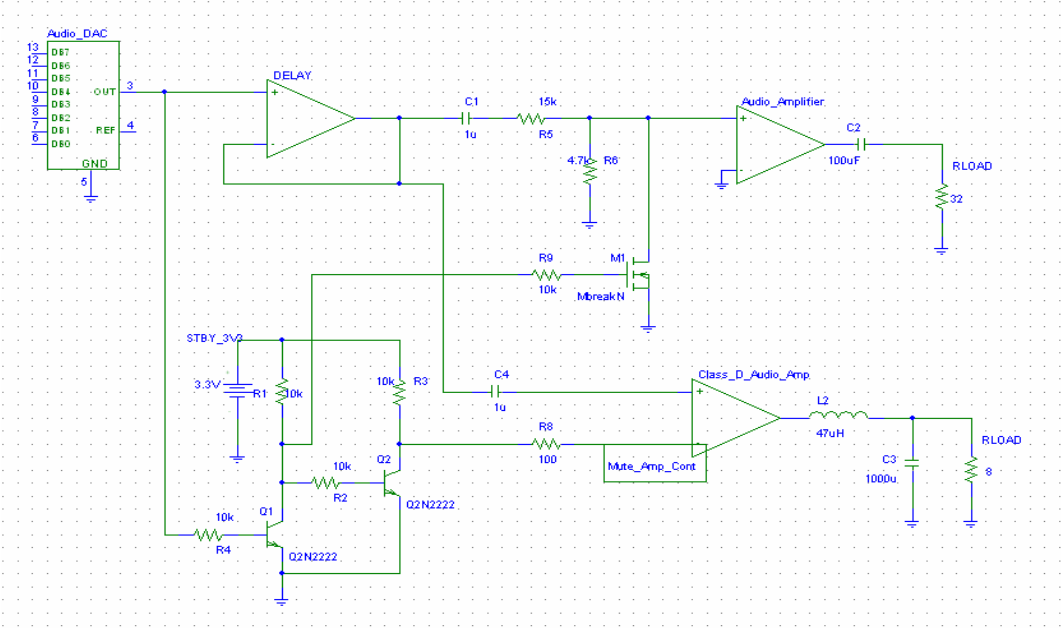 Audio_DAC
13 DB7
12 DB6
11 DB5
10 DB4 OUT 3
9 DB3
8 DB2
7 DB1 REF 4
6 DB0
GND
5
DELAY
+
-
C1
1u
15k
R5
4.7k R6
Audio_Amplifier
+
-
C2
100uF
RLOAD
32
R9
10k
M1
MbreakN
STBY_3V3
3.3V
R1 10k
10k R3
C4
1u
Class_D_Audio_Amp
+
-
L2
47uH
RLOAD
8
C3
1000u
R8
100
Mute_Amp_Cont
10k
R2
Q2
Q2N2222
10k
R4
Q1
Q2N2222